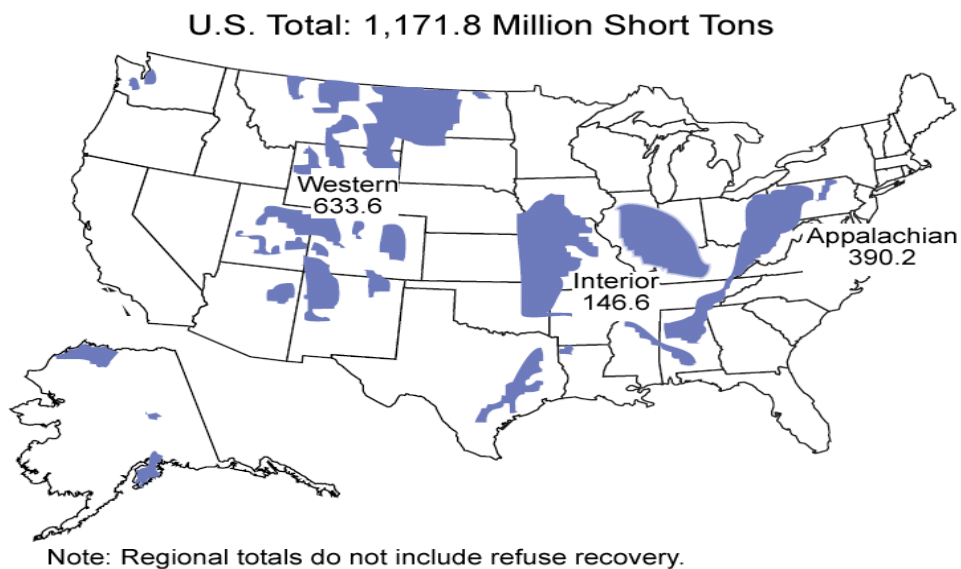 U.S. Total: 1,171.8 Million Short Tons
Western
633.6
Appalachian
390.2
Interior
146.6
Note: Regional totals do not include refuse recovery.